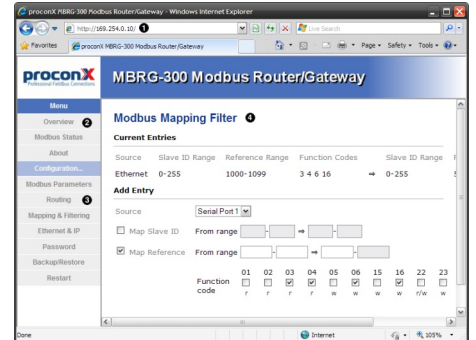 proconX MBRG-300 Modbus Router/Gateway - Windows Internet Explorer
http://169.254.0.10/ 1
Live Search
Favorites proconX MBRG-300 Modbus Router/Gateway Page Safety Tools
proconX MBRG-300 Modbus Router/Gateway
Professional Fieldbus Connections
Menu
Overview 2
Modbus Status
About
Configuration...
Modbus Parameters
Routing 3
Mapping & Filtering
Ethernet & IP
Password
Backup/Restore
Restart
Modbus Mapping Filter 4
Current Entries
Source Slave ID Range Reference Range Function Codes Slave ID Range
Ethernet 0-255 1000-1099 3 4 6 16 ⇒ 0-255
Add Entry
Source Serial Port 1
Map Slave ID From range - ⇒ -
Map Reference From range - ⇒ -
01 02 03 04 05 06 15 16 22 23
Function code
r r r r w w w w r/w w
Done Internet 105%